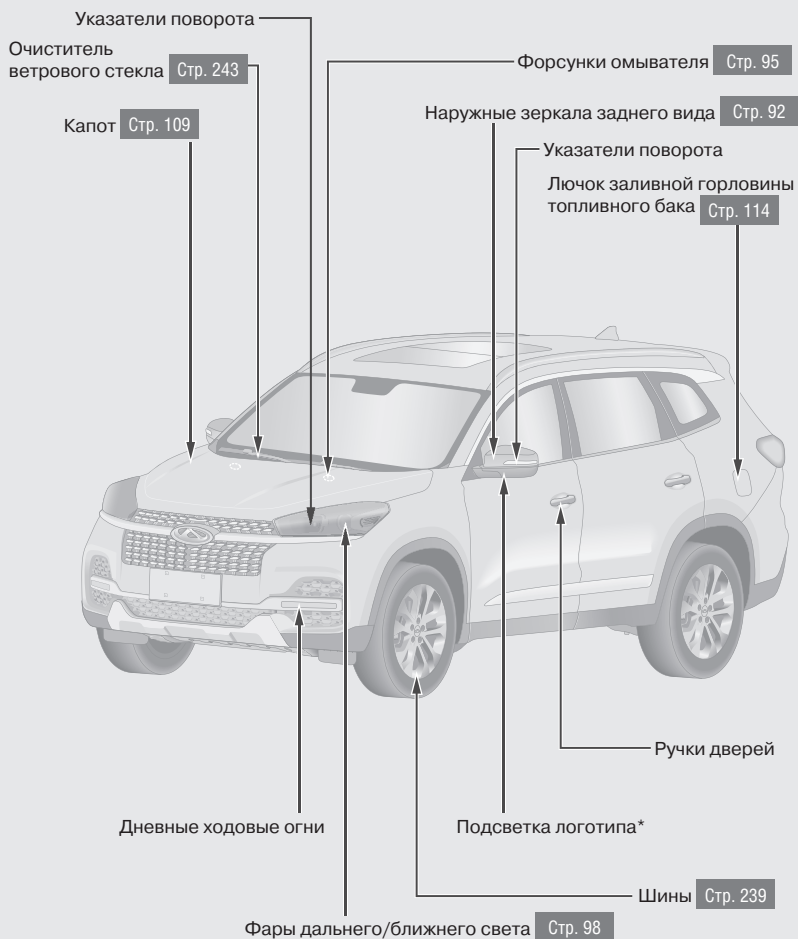 Указатели поворота
Очиститель
ветрового стекла Стр. 243
Форсунки омывателя Стр. 95
Наружные зеркала заднего вида Стр. 92
Капот Стр. 109
Указатели поворота
Лючок заливной горловины
топливного бака Стр. 114
Ручки дверей
Дневные ходовые огни
Подсветка логотипа*
Шины Стр. 239
Фары дальнего/ближнего света Стр. 98